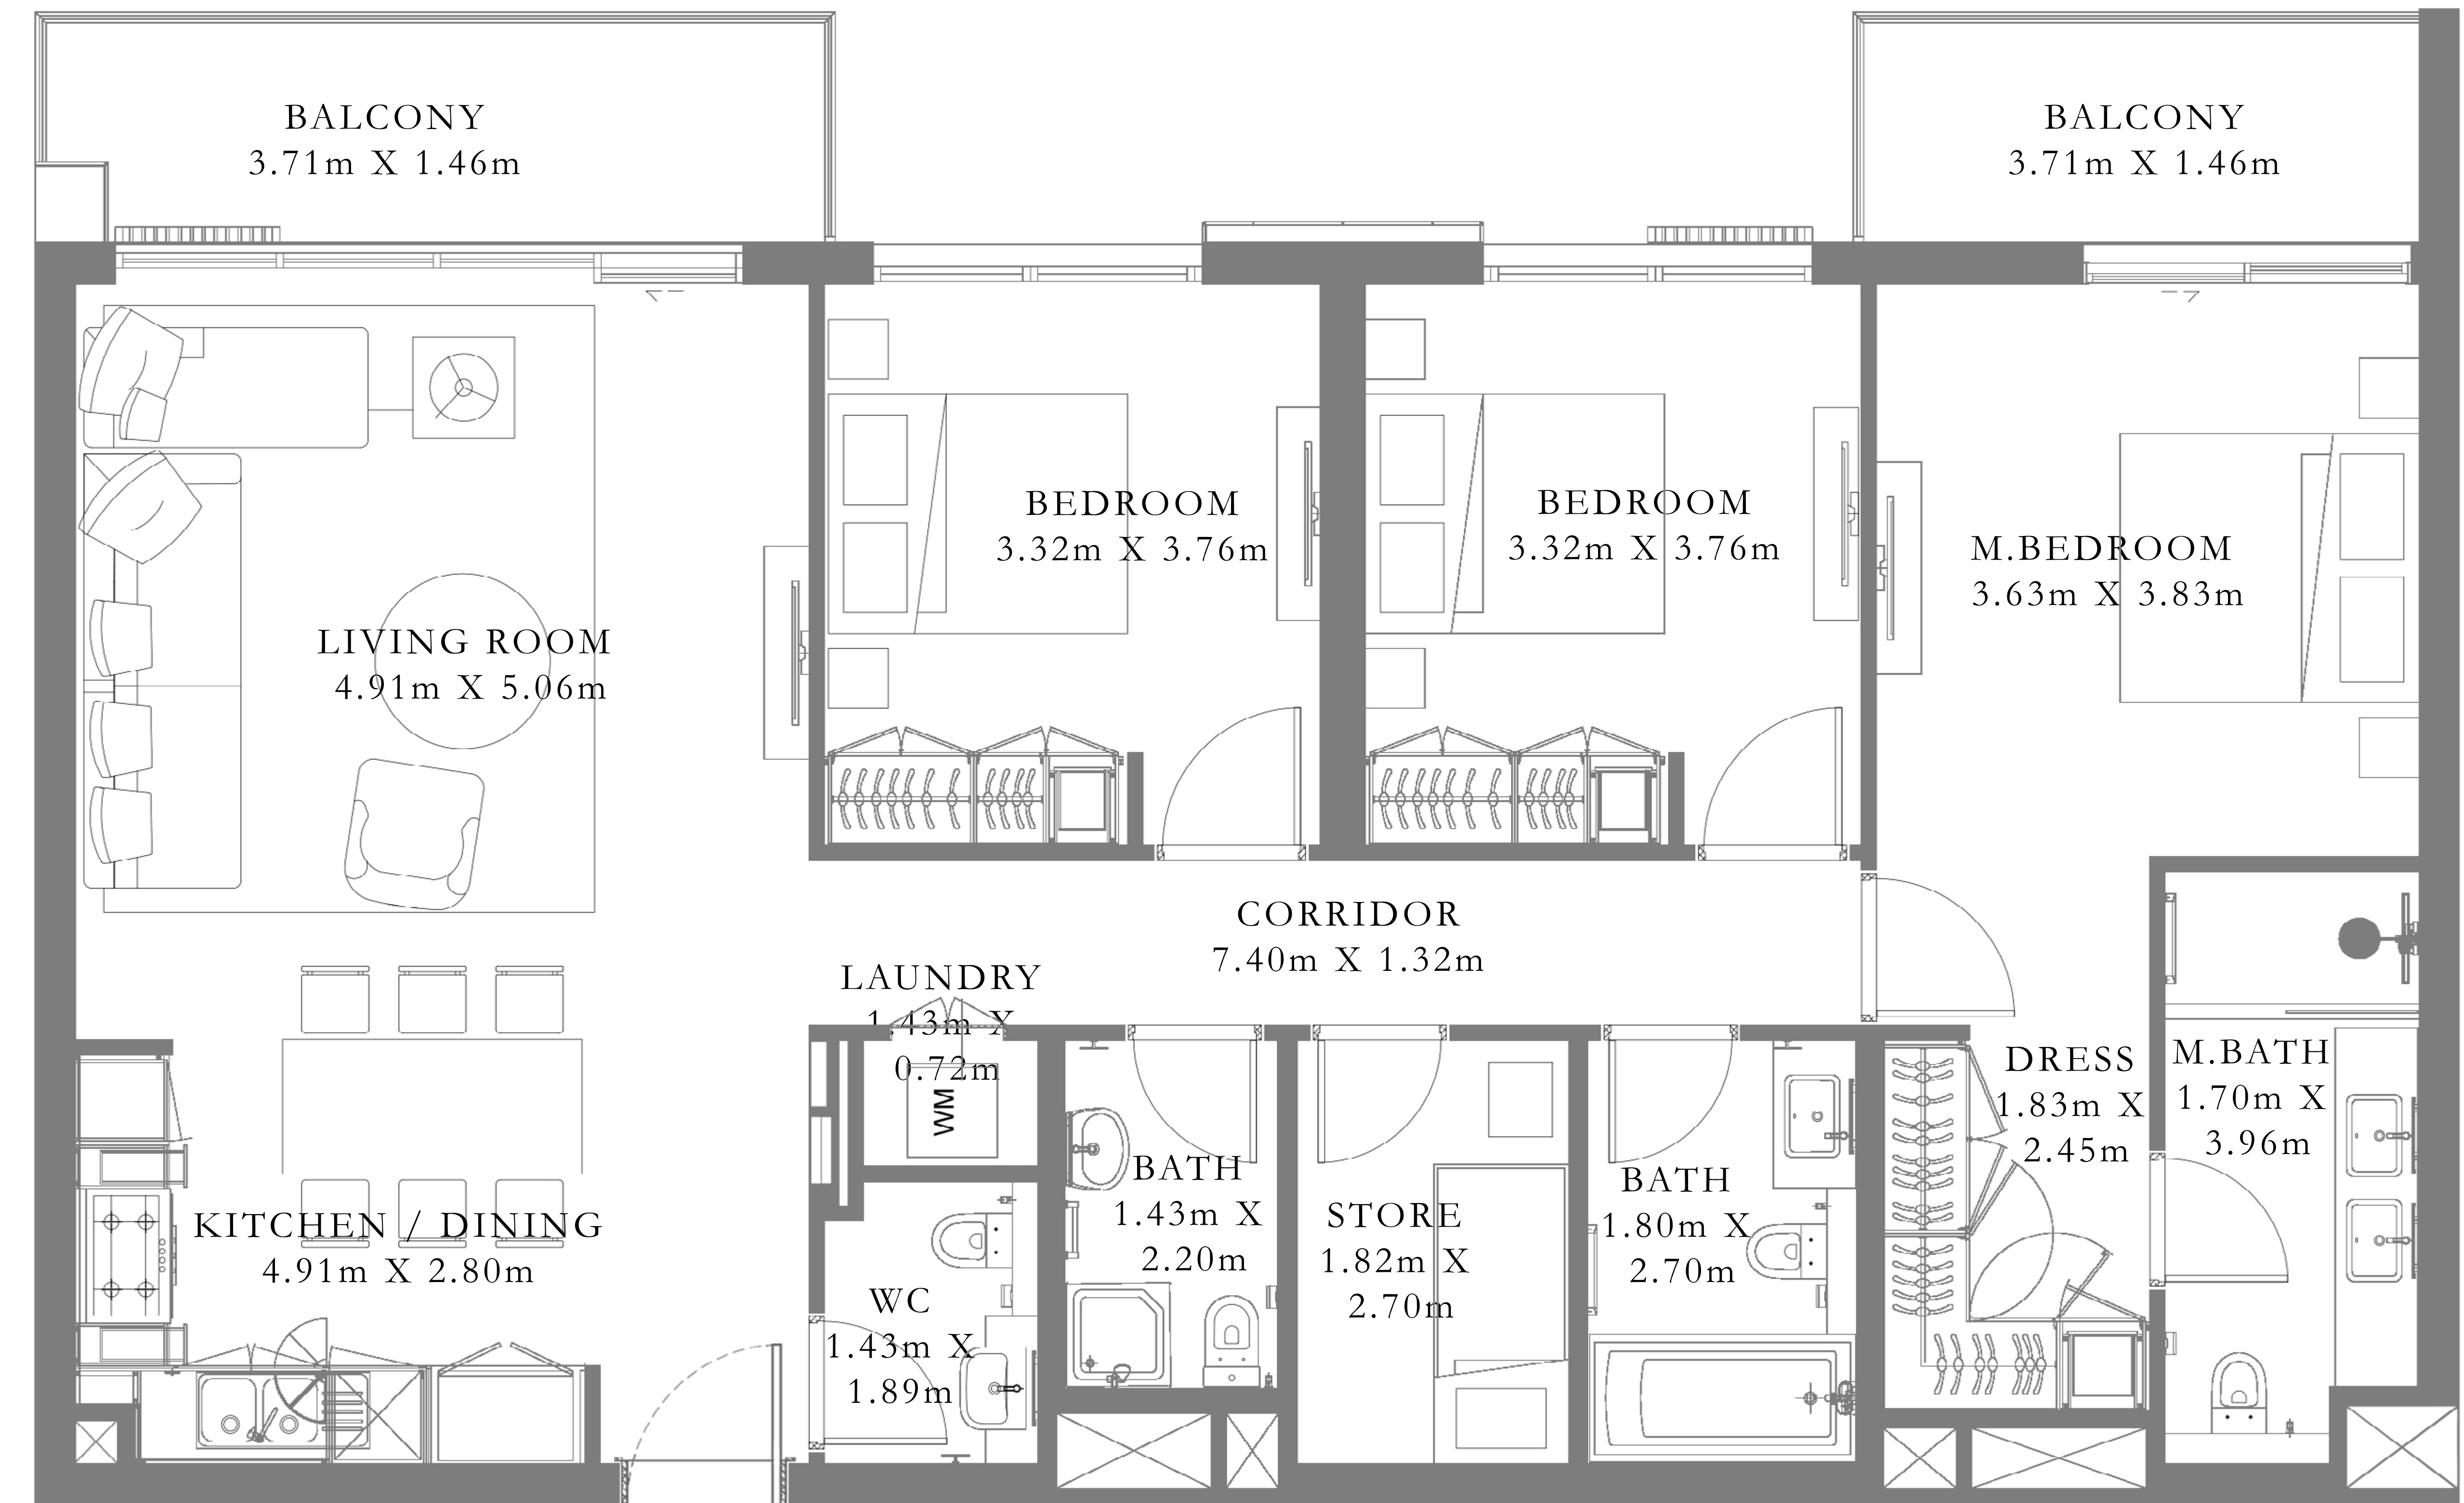 BALCONY
3.71m X 1.46m
BALCONY
3.71m X 1.46m
BEDROOM
3.32m X 3.76m
BEDROOM
3.32m X 3.76m
M.BEDROOM
3.63m X 3.83m
LIVING ROOM
4.91m X 5.06m
CORRIDOR
7.40m X 1.32m
LAUNDRY
1.43m X
0.72m
WM
DRESS
1.83m X
2.45m
M.BATH
1.70m X
3.96m
BATH
1.43m X
2.20m
STORE
1.82m X
2.70m
BATH
1.80m X
2.70m
KITCHEN / DINING
4.91m X 2.80m
WC
1.43m X
1.89m